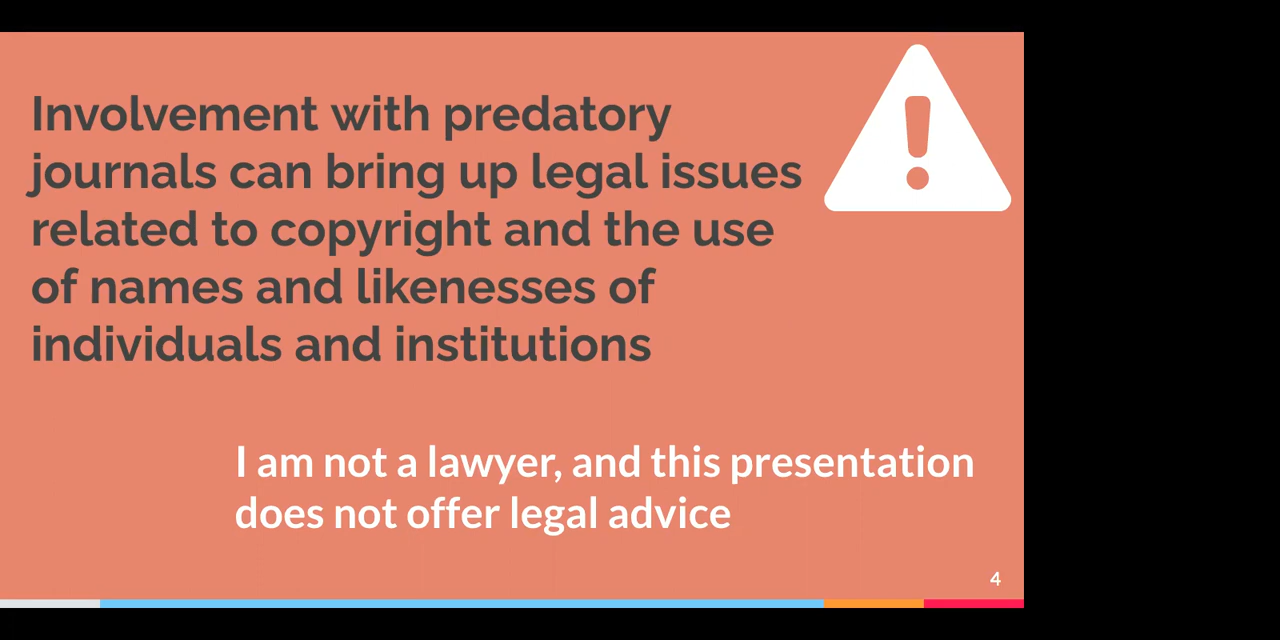 Involvement with predatory
journals can bring up legal issues
related to copyright and the use
of names and likenesses of
individuals and institutions
I am not a lawyer, and this presentation
does not offer legal advice
4